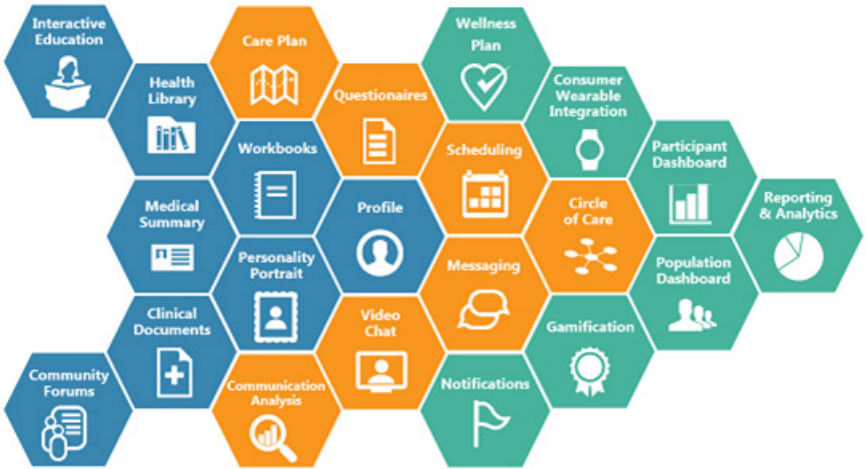 Interactive
Education
Care Plan
Wellness
Plan
Health
Library
Questionaires
Consumer
Wearable
Integration
Workbooks
Scheduling
Participant
Dashboard
Medical
Summary
Profile
Circle
of Care
Reporting
& Analytics
Personality
Portrait
Messaging
Population
Dashboard
Clinical
Documents
Video
Chat
Gamification
Community
Forums
Communication
Analysis
Notifications